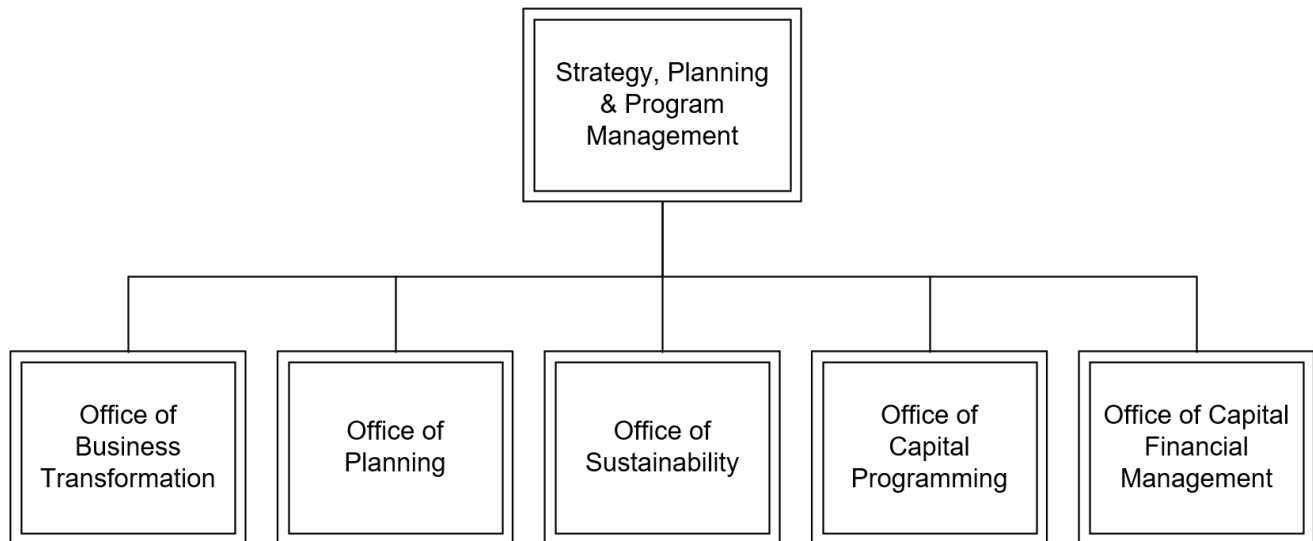 Strategy, Planning
& Program
Management
Office of
Business
Transformation
Office of
Planning
Office of
Sustainability
Office of
Capital
Programming
Office of Capital
Financial
Management